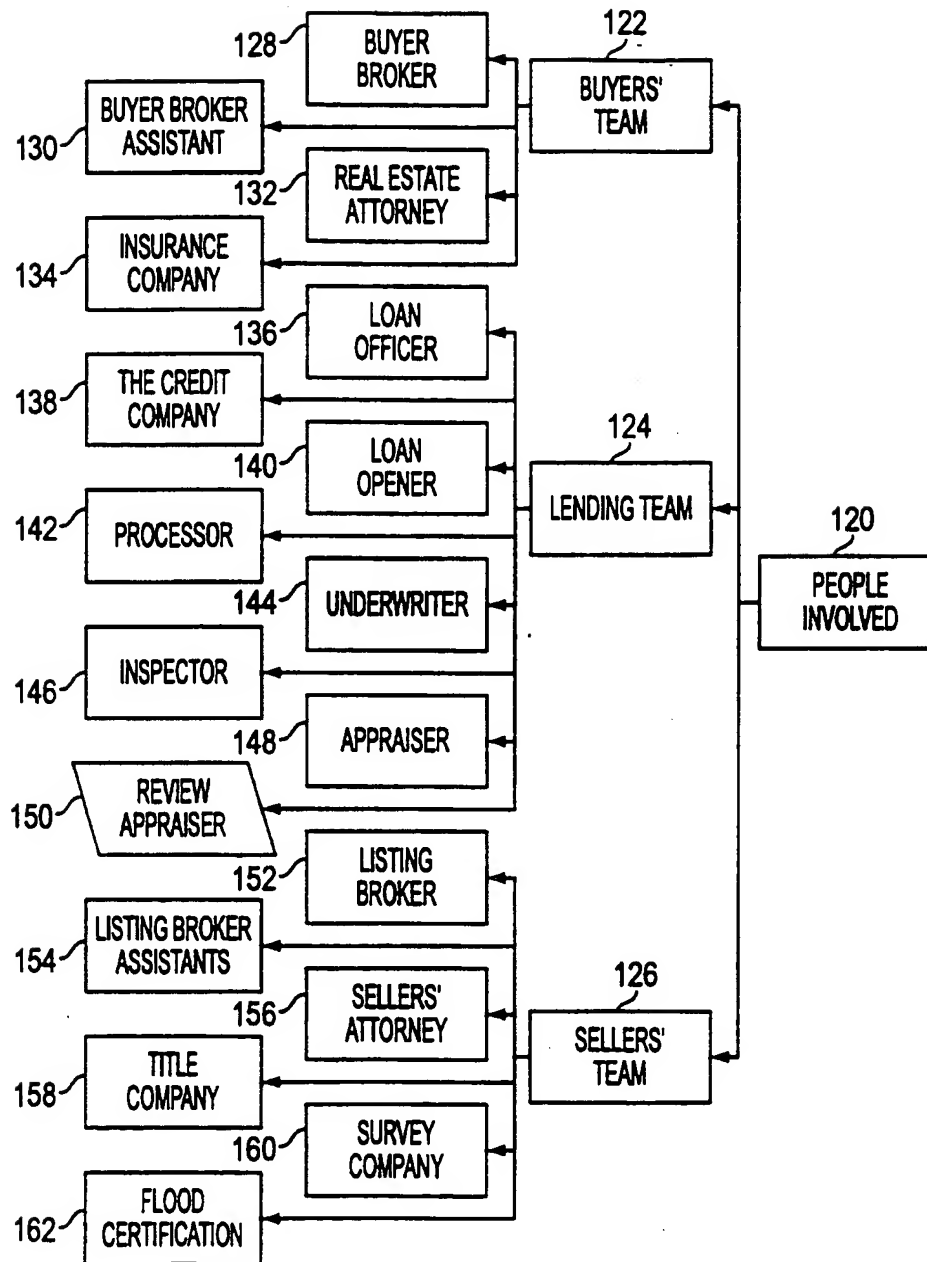 128
BUYER
BROKER
122
BUYERS'
TEAM
130
BUYER BROKER
ASSISTANT
132
REAL ESTATE
ATTORNEY
134
INSURANCE
COMPANY
136
LOAN
OFFICER
138
THE CREDIT
COMPANY
140
LOAN
OPENER
124
LENDING TEAM
142
PROCESSOR
120
PEOPLE
INVOLVED
144
UNDERWRITER
146
INSPECTOR
148
APPRAISER
150
REVIEW
APPRAISER
152
LISTING
BROKER
154
LISTING BROKER
ASSISTANTS
156
SELLERS'
ATTORNEY
126
SELLERS'
TEAM
158
TITLE
COMPANY
160
SURVEY
COMPANY
162
FLOOD
CERTIFICATION